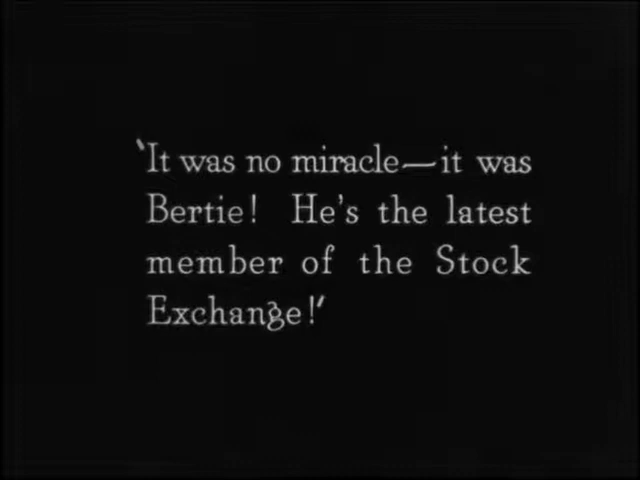 'It was no miracle—it was
Bertie! He's the latest
member of the Stock
Exchange!'